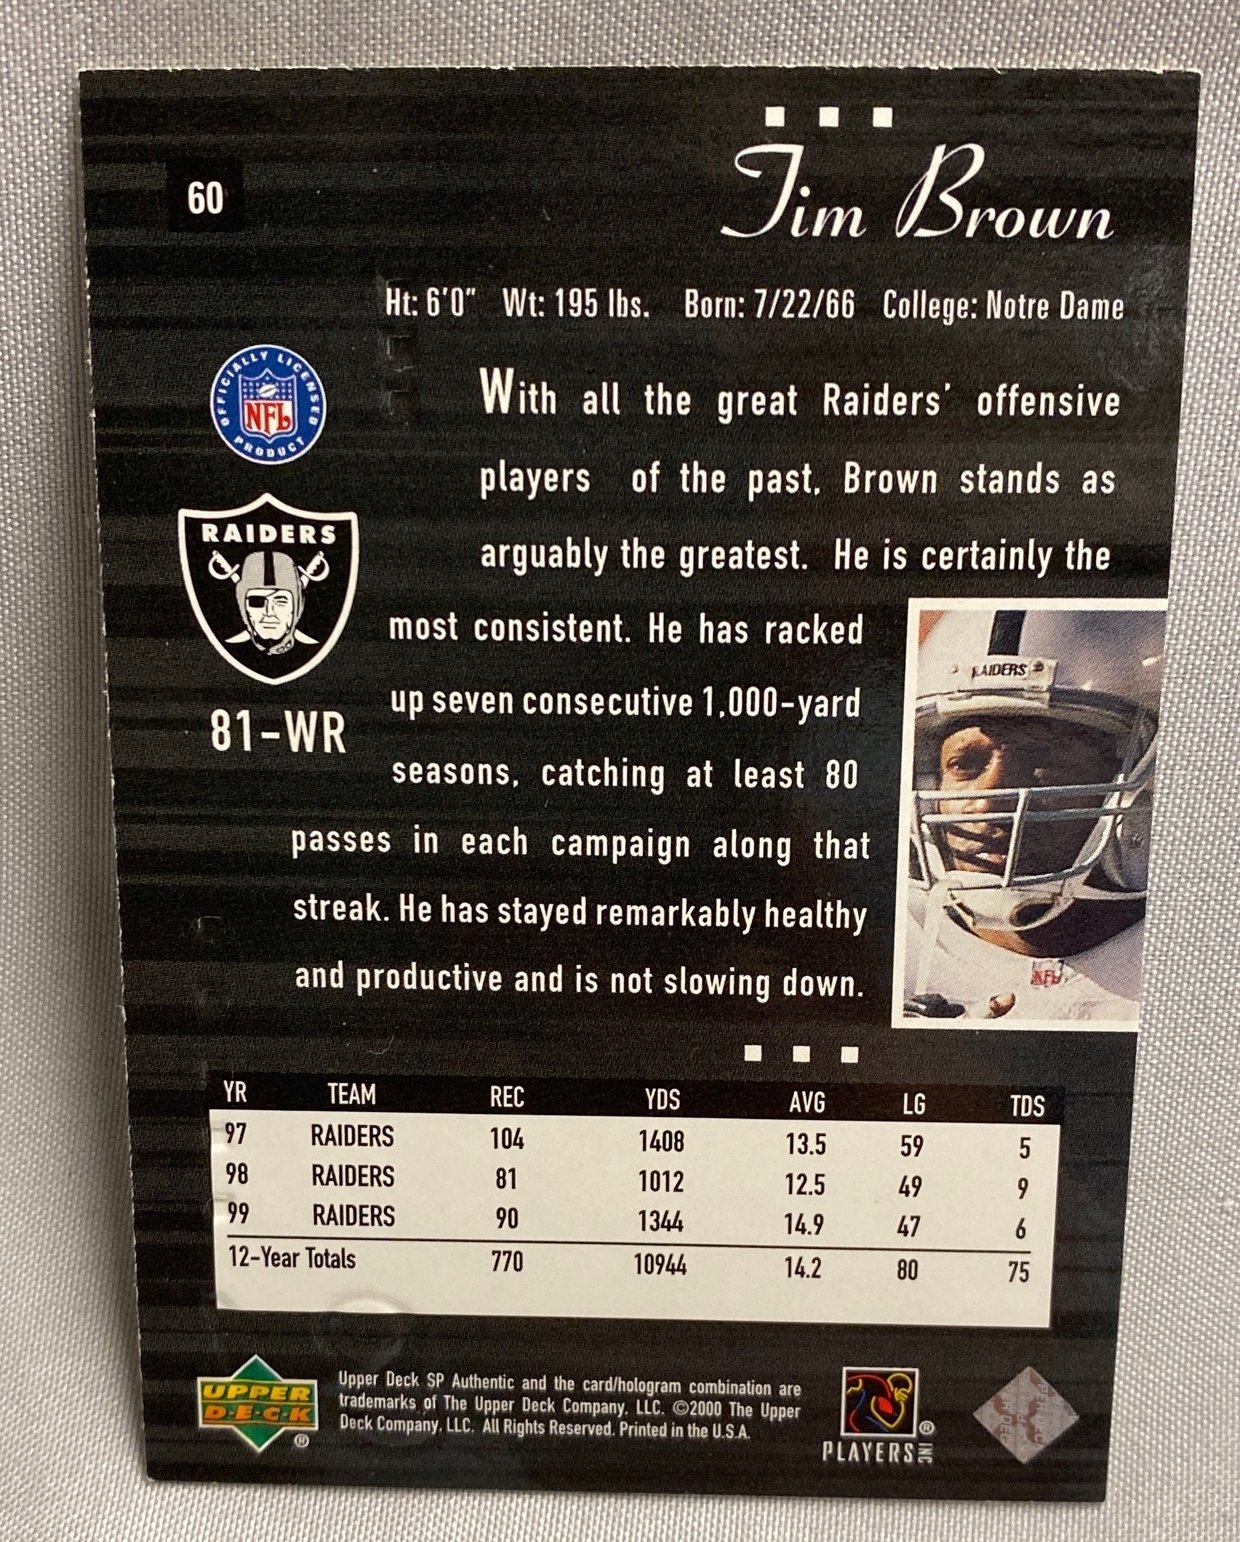 60
Tim Brown
Ht: 6'0" Wt: 195 lbs. Born: 7/22/66 College: Notre Dame
OFFICIALLY LICENSED PRODUCT
NFL
RAIDERS
81-WR
With all the great Raiders' offensive
players of the past, Brown stands as
arguably the greatest. He is certainly the
most consistent. He has racked
up seven consecutive 1,000-yard
seasons, catching at least 80
passes in each campaign along that
streak. He has stayed remarkably healthy
and productive and is not slowing down.
RAIDERS
NFL
YR TEAM REC YDS AVG LG TDS
97 RAIDERS 104 1408 13.5 59 5
98 RAIDERS 81 1012 12.5 49 9
99 RAIDERS 90 1344 14.9 47 6
12-Year Totals 770 10944 14.2 80 75
UPPER
D·E·C·K
®
Upper Deck SP Authentic and the card/hologram combination are
trademarks of The Upper Deck Company, LLC. ©2000 The Upper
Deck Company, LLC. All Rights Reserved. Printed in the U.S.A.
PLAYERS INC ®